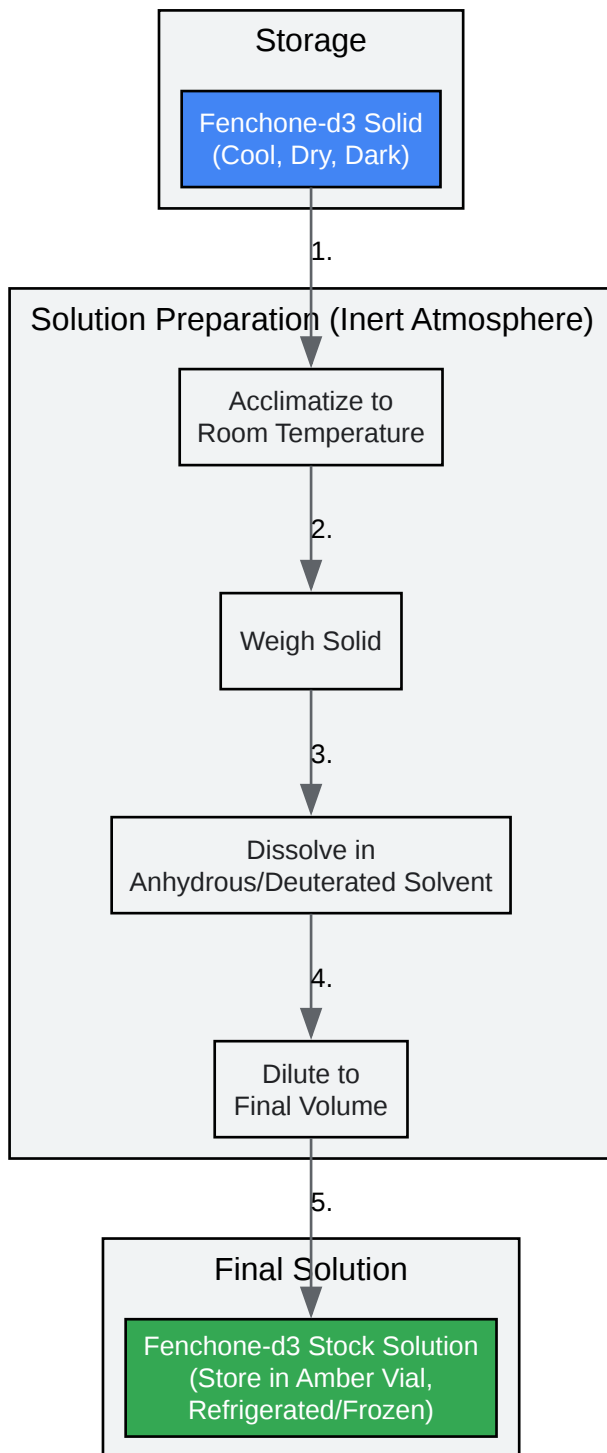 Storage
Fenchone-d3 Solid
(Cool, Dry, Dark)
1.
Solution Preparation (Inert Atmosphere)
Acclimatize to
Room Temperature
2.
Weigh Solid
3.
Dissolve in
Anhydrous/Deuterated Solvent
4.
Dilute to
Final Volume
5.
Final Solution
Fenchone-d3 Stock Solution
(Store in Amber Vial,
Refrigerated/Frozen)